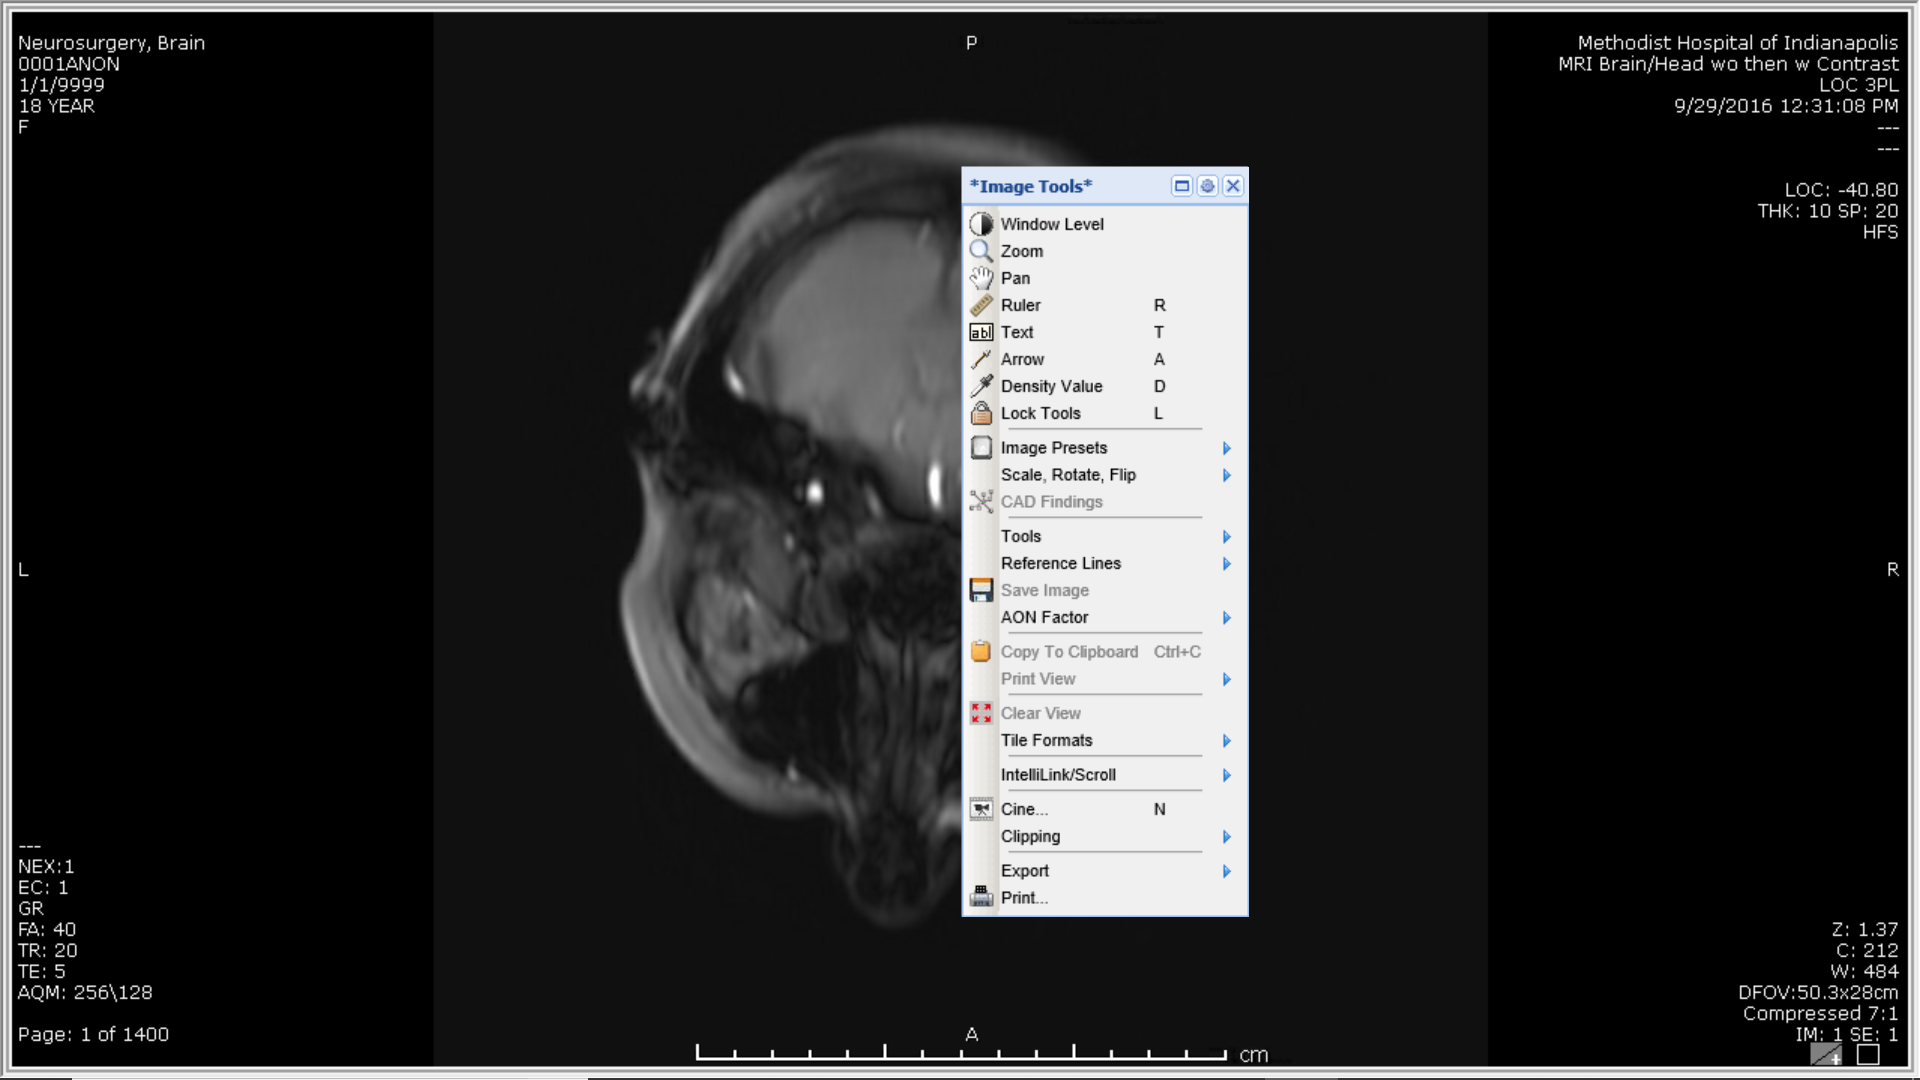 Neurosurgery, Brain
0001ANON
1/1/9999
18 YEAR
F
P
Methodist Hospital of Indianapolis
MRI Brain/Head wo then w Contrast
LOC 3PL
9/29/2016 12:31:08 PM
---
---
LOC: -40.80
THK: 10 SP: 20
HFS
*Image Tools*
Window Level
Zoom
Pan
Ruler R
abl Text T
Arrow A
Density Value D
Lock Tools L
Image Presets
Scale, Rotate, Flip
CAD Findings
Tools
Reference Lines
Save Image
AON Factor
Copy To Clipboard Ctrl+C
Print View
Clear View
Tile Formats
IntelliLink/Scroll
Cine... N
Clipping
Export
Print...
L
R
---
NEX:1
EC: 1
GR
FA: 40
TR: 20
TE: 5
AQM: 256\128
Page: 1 of 1400
A
cm
Z: 1.37
C: 212
W: 484
DFOV:50.3x28cm
Compressed 7:1
IM: 1 SE: 1